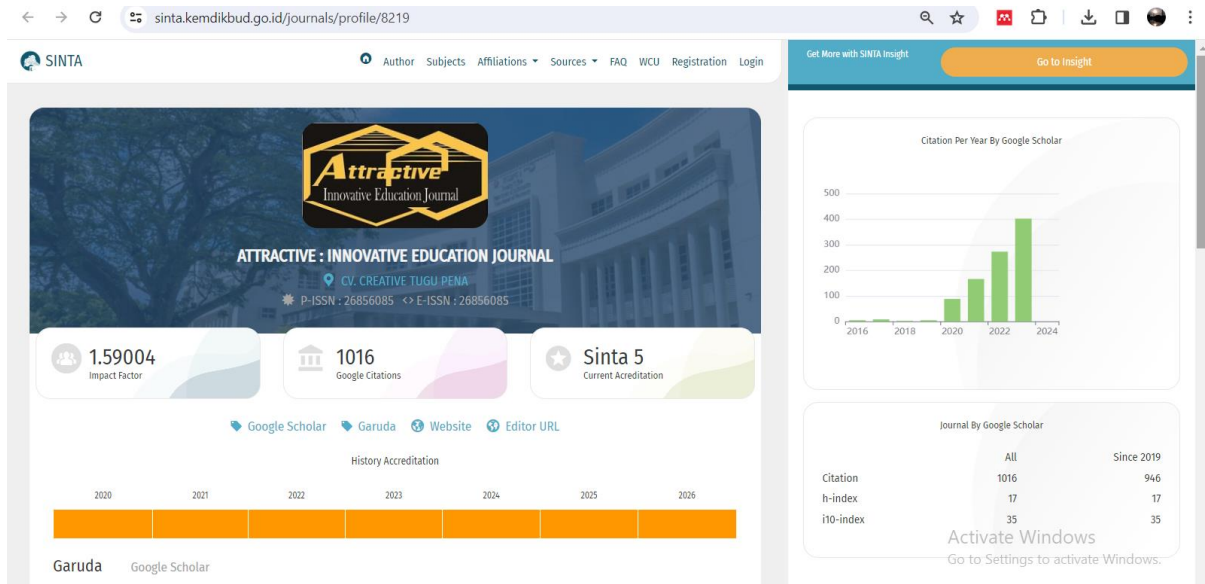 sinta.kemdikbud.go.id/journals/profile/8219
SINTA
Author Subjects Affiliations Sources FAQ WCU Registration Login
Get More with SINTA Insight
Go to Insight
Attractive
Innovative Education Journal
ATTRACTIVE : INNOVATIVE EDUCATION JOURNAL
CV. CREATIVE TUGU PENA
P-ISSN : 26856085 <> E-ISSN : 26856085
1.59004
Impact Factor
1016
Google Citations
Sinta 5
Current Acreditation
Google Scholar Garuda Website Editor URL
History Accreditation
2020 2021 2022 2023 2024 2025 2026
Garuda Google Scholar
Citation Per Year By Google Scholar
500
400
300
200
100
0
2016 2018 2020 2022 2024
Journal By Google Scholar
All Since 2019
Citation 1016 946
h-index 17 17
i10-index 35 35
Activate Windows
Go to Settings to activate Windows.